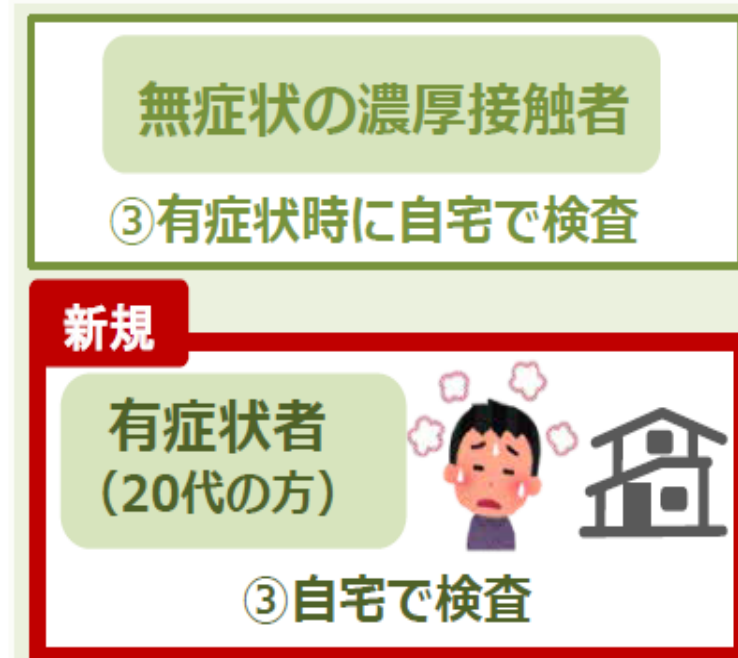 無症状の濃厚接触者
③有症状時に自宅で検査
新規
有症状者
（20代の方）
③自宅で検査